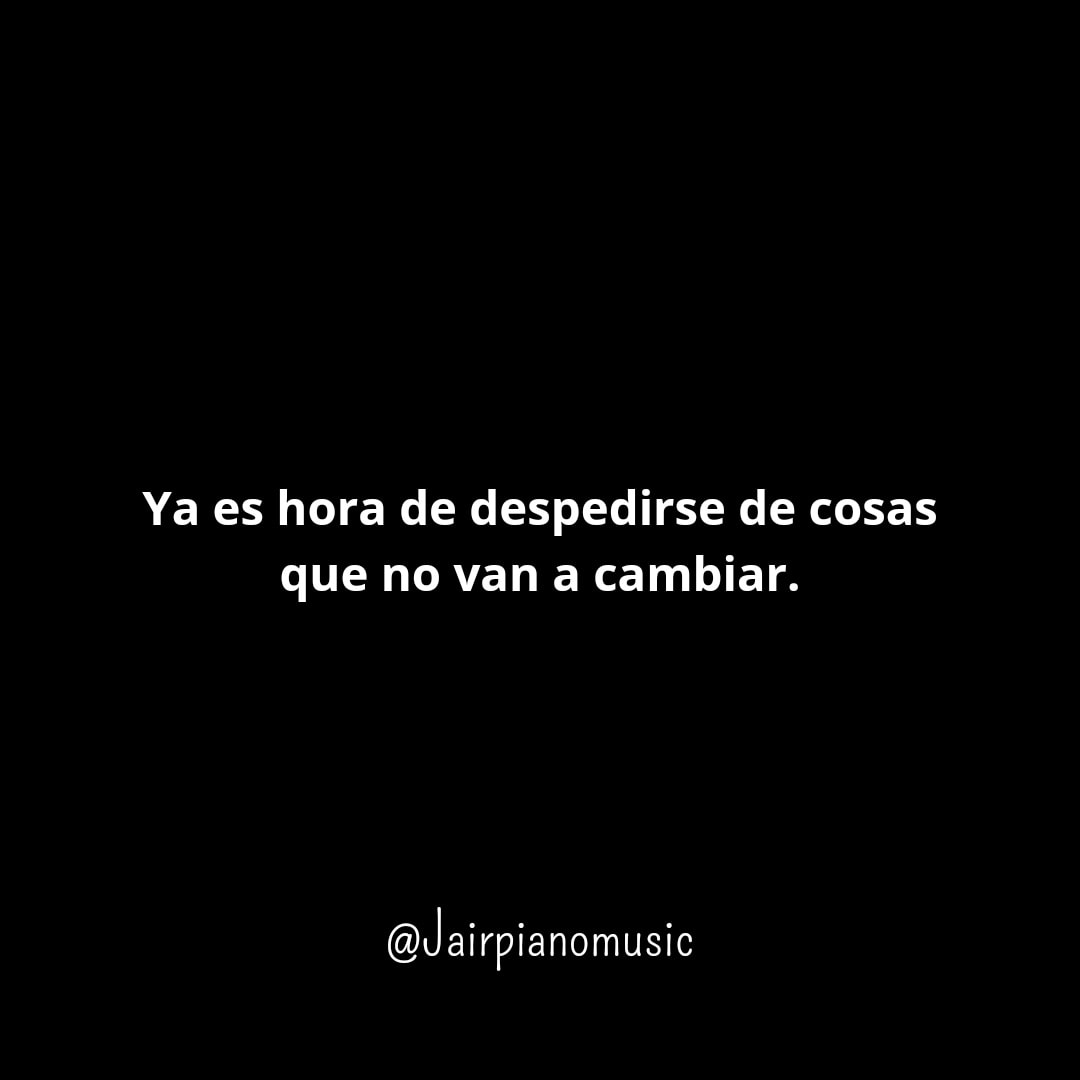 Ya es hora de despedirse de cosas
que no van a cambiar.
@Jairpianomusic